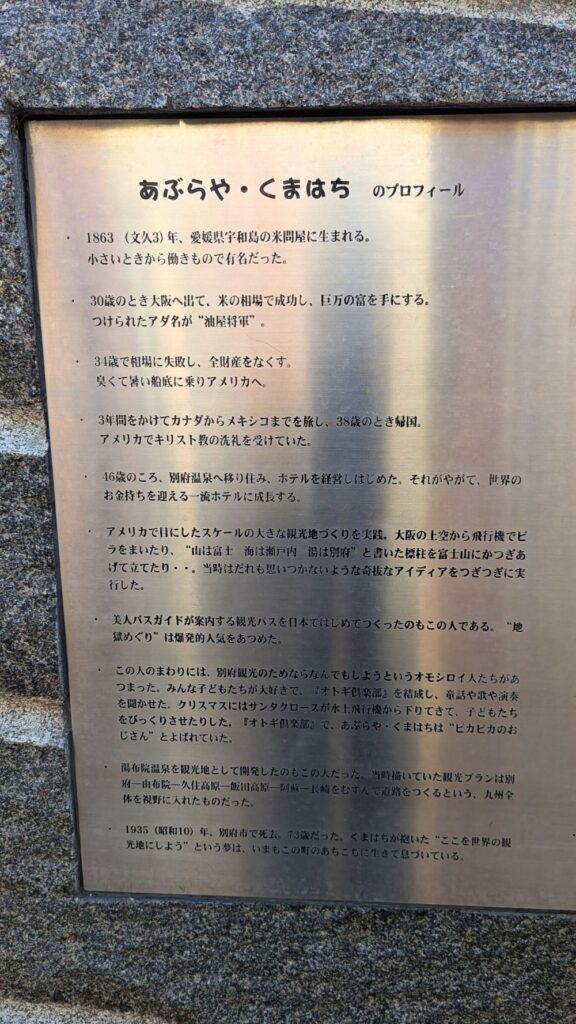 あぶらや・くまはち のプロフィール
・ 1863 (文久3) 年、愛媛県宇和島の米問屋に生まれる。
小さいときから働きもので有名だった。
・ 30歳のとき大阪へ出て、米の相場で成功し、巨万の富を手にする。
つけられたアダ名が“油屋将軍”。
・ 34歳で相場に失敗し、全財産をなくす。
臭くて暑い船底に乗りアメリカへ。
・ 3年間をかけてカナダからメキシコまでを旅し、38歳のとき帰国。
アメリカでキリスト教の洗礼を受けていた。
・ 46歳のころ、別府温泉へ移り住み、ホテルを経営しはじめた。それがやがて、世界の
お金持ちを迎える一流ホテルに成長する。
・ アメリカで目にしたスケールの大きな観光地づくりを実践。大阪の上空から飛行機でビ
ラをまいたり、“山は富士 海は瀬戸内 湯は別府”と書いた標柱を富士山にかつぎあ
げて立てたり・・。当時はだれも思いつかないような奇抜なアイディアをつぎつぎに実
行した。
・ 美人バスガイドが案内する観光バスを日本ではじめてつくったのもこの人である。“地
獄めぐり”は爆発的人気をあつめた。
・ この人のまわりには、別府観光のためならなんでもしようというオモシロイ人たちがあ
つまった。みんな子どもたちが大好きで、『オトギ倶楽部』を結成し、童話や歌や演奏
を聞かせた。クリスマスにはサンタクロースが水上飛行機から下りてきて、子どもたち
をびっくりさせたりした。『オトギ倶楽部』で、あぶらや・くまはちは“ピカピカのお
じさん”とよばれていた。
・ 湯布院温泉を観光地として開発したのもこの人だった。当時描いていた観光プランは別
府―由布院―久住高原―飯田高原―阿蘇―長崎をむすんで道路をつくるという、九州全
体を視野に入れたものだった。
・ 1935 (昭和10) 年、別府市で死去。73歳だった。くまはちが抱いた“ここを世界の観
光地にしよう”という夢は、いまもこの町のあちこちに生きて息づいている。